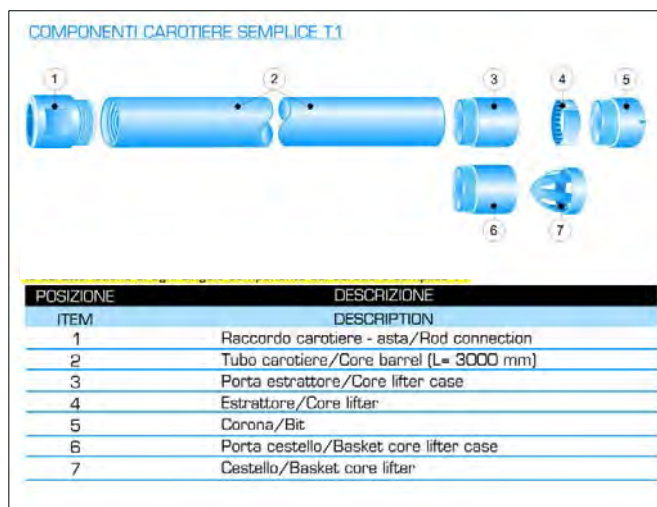 COMPONENTI CAROTIERE SEMPLICE T1
1 2 3 4 5
6 7
POSIZIONE DESCRIZIONE
ITEM DESCRIPTION
1 Raccordo carotiere - asta/Rod connection
2 Tubo carotiere/Core barrel (L= 3000 mm)
3 Porta estrattore/Core lifter case
4 Estrattore/Core lifter
5 Corona/Bit
6 Porta cestello/Basket core lifter case
7 Cestello/Basket core lifter